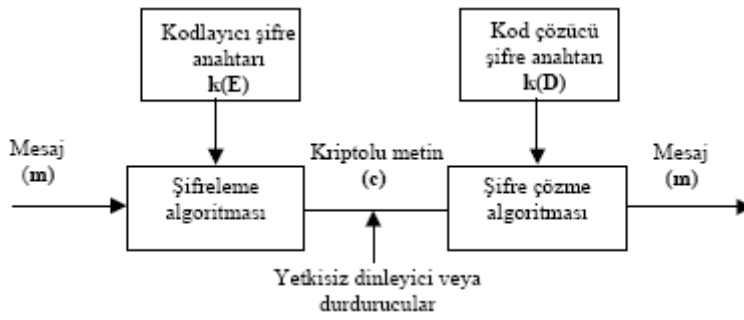 Kodlayıcı şifre
anahtarı
k(E)
Kod çözücü
şifre anahtarı
k(D)
Mesaj
(m)
Şifreleme
algoritması
Kriptolu metin
(c)
Şifre çözme
algoritması
Mesaj
(m)
Yetkisiz dinleyici veya
durdurucular